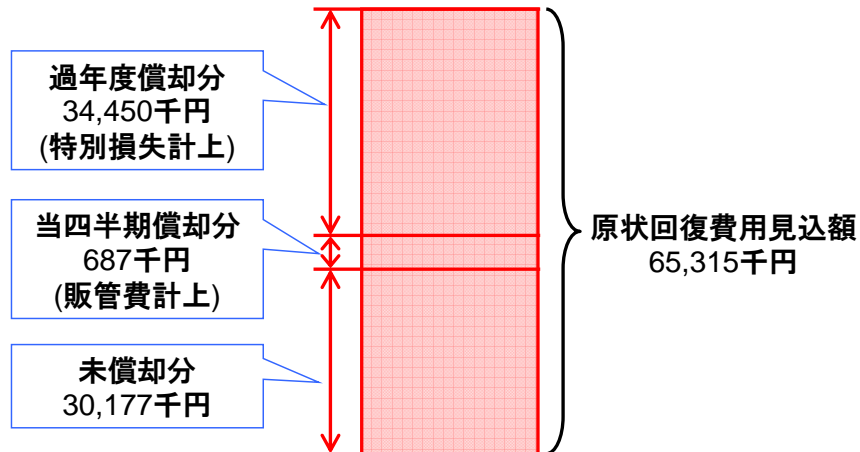 過年度償却分
34,450千円
(特別損失計上)
当四半期償却分
687千円
(販管費計上)
未償却分
30,177千円
原状回復費用見込額
65,315千円